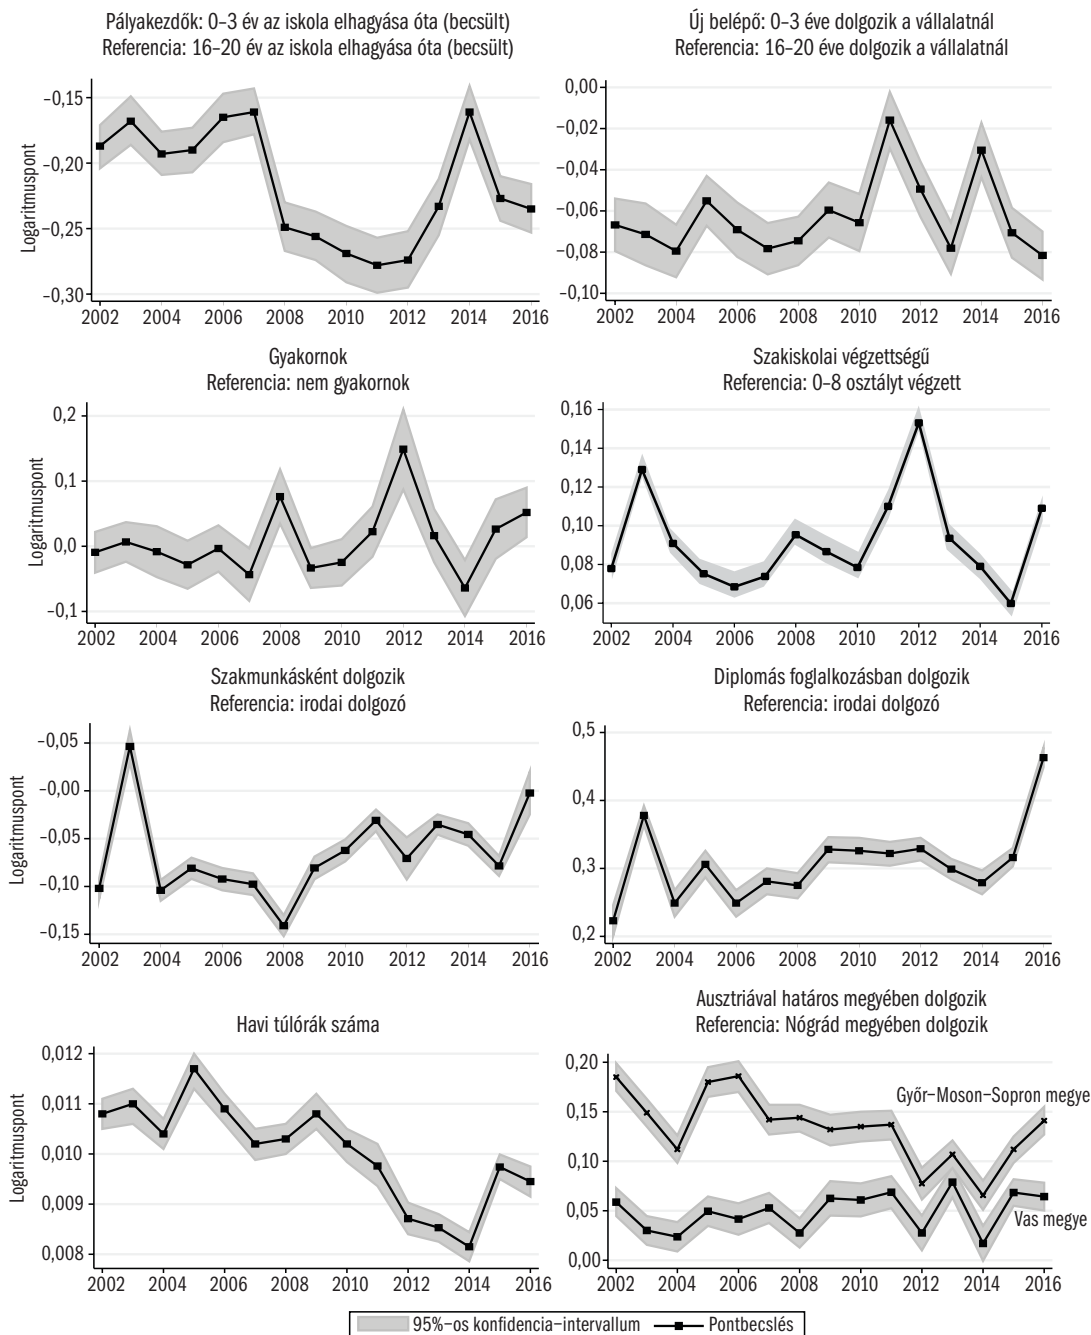 Pályakezdők: 0–3 év az iskola elhagyása óta (becsült)
Referencia: 16–20 év az iskola elhagyása óta (becsült)
Logaritmuspont
–0,15
–0,20
–0,25
–0,30
2002 2004 2006 2008 2010 2012 2014 2016
Új belépő: 0–3 éve dolgozik a vállalatnál
Referencia: 16–20 éve dolgozik a vállalatnál
0,00
–0,02
–0,04
–0,06
–0,08
–0,10
2002 2004 2006 2008 2010 2012 2014 2016
Gyakornok
Referencia: nem gyakornok
Logaritmuspont
0,2
0,1
0,0
–0,1
2002 2004 2006 2008 2010 2012 2014 2016
Szakiskolai végzettségű
Referencia: 0–8 osztályt végzett
0,16
0,14
0,12
0,10
0,08
0,06
2002 2004 2006 2008 2010 2012 2014 2016
Szakmunkásként dolgozik
Referencia: irodai dolgozó
Logaritmuspont
–0,05
–0,00
–0,05
–0,10
–0,15
2002 2004 2006 2008 2010 2012 2014 2016
Diplomás foglalkozásban dolgozik
Referencia: irodai dolgozó
0,5
0,4
0,3
0,2
2002 2004 2006 2008 2010 2012 2014 2016
Havi túlórák száma
Logaritmuspont
0,012
0,011
0,010
0,009
0,008
2002 2004 2006 2008 2010 2012 2014 2016
Ausztriával határos megyében dolgozik
Referencia: Nógrád megyében dolgozik
0,20
0,15
0,10
0,05
0,00
Győr–Moson–Sopron megye
Vas megye
2002 2004 2006 2008 2010 2012 2014 2016
95%–os konfidencia–intervallum Pontbecslés